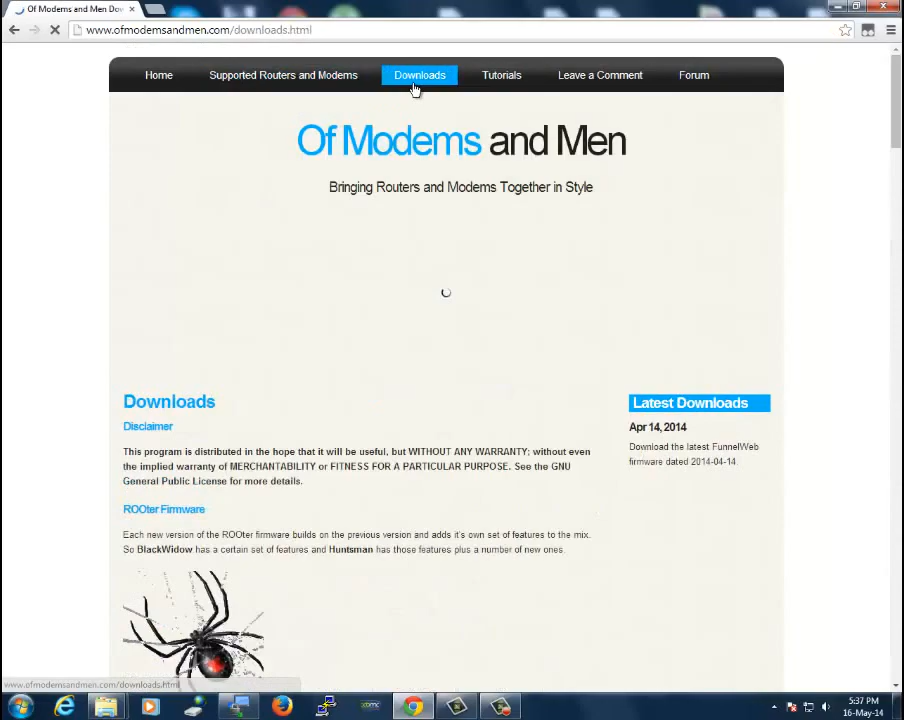 Of Modems and Men Dow
www.ofmodemsandmen.com/downloads.html
Home Supported Routers and Modems Downloads Tutorials Leave a Comment Forum
Of Modems and Men
Bringing Routers and Modems Together in Style
Downloads
Disclaimer
This program is distributed in the hope that it will be useful, but WITHOUT ANY WARRANTY; without even
the implied warranty of MERCHANTABILITY or FITNESS FOR A PARTICULAR PURPOSE. See the GNU
General Public License for more details.
ROOter Firmware
Each new version of the ROOter firmware builds on the previous version and adds it's own set of features to the mix.
So BlackWidow has a certain set of features and Huntsman has those features plus a number of new ones.
Latest Downloads
Apr 14, 2014
Download the latest FunnelWeb
firmware dated 2014-04-14.
www.ofmodemsandmen.com/downloads.html
xbmc
5:37 PM
16-May-14